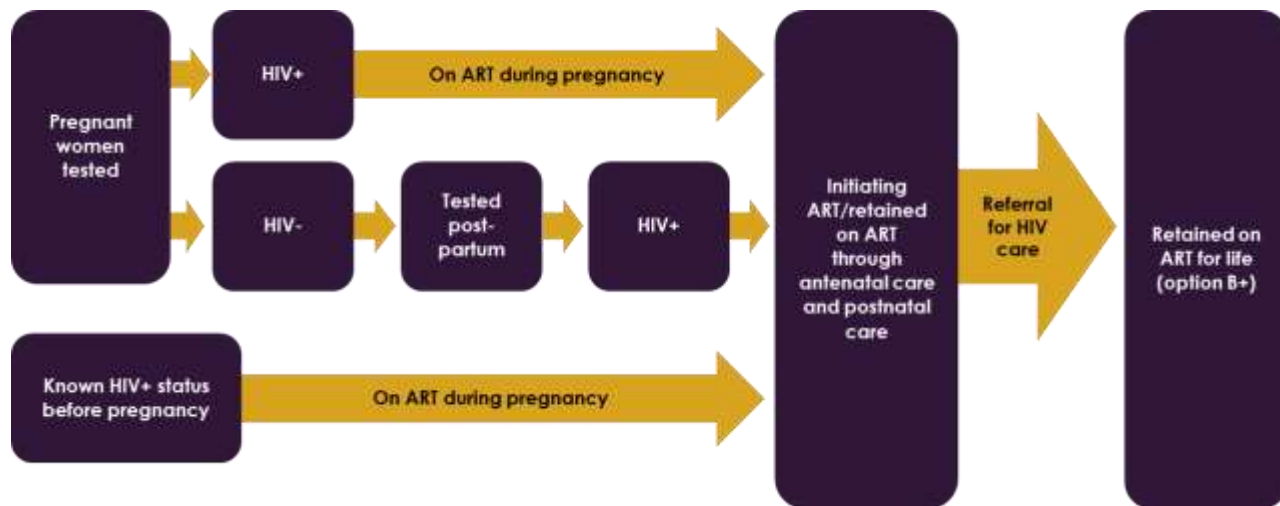 Pregnant
women
tested
HIV+
On ART during pregnancy
HIV-
Tested
post-
partum
HIV+
Known HIV+ status
before pregnancy
On ART during pregnancy
Initiating
ART/retained
on ART
through
antenatal care
and postnatal
care
Referral
for HIV
care
Retained on
ART for life
(option B+)